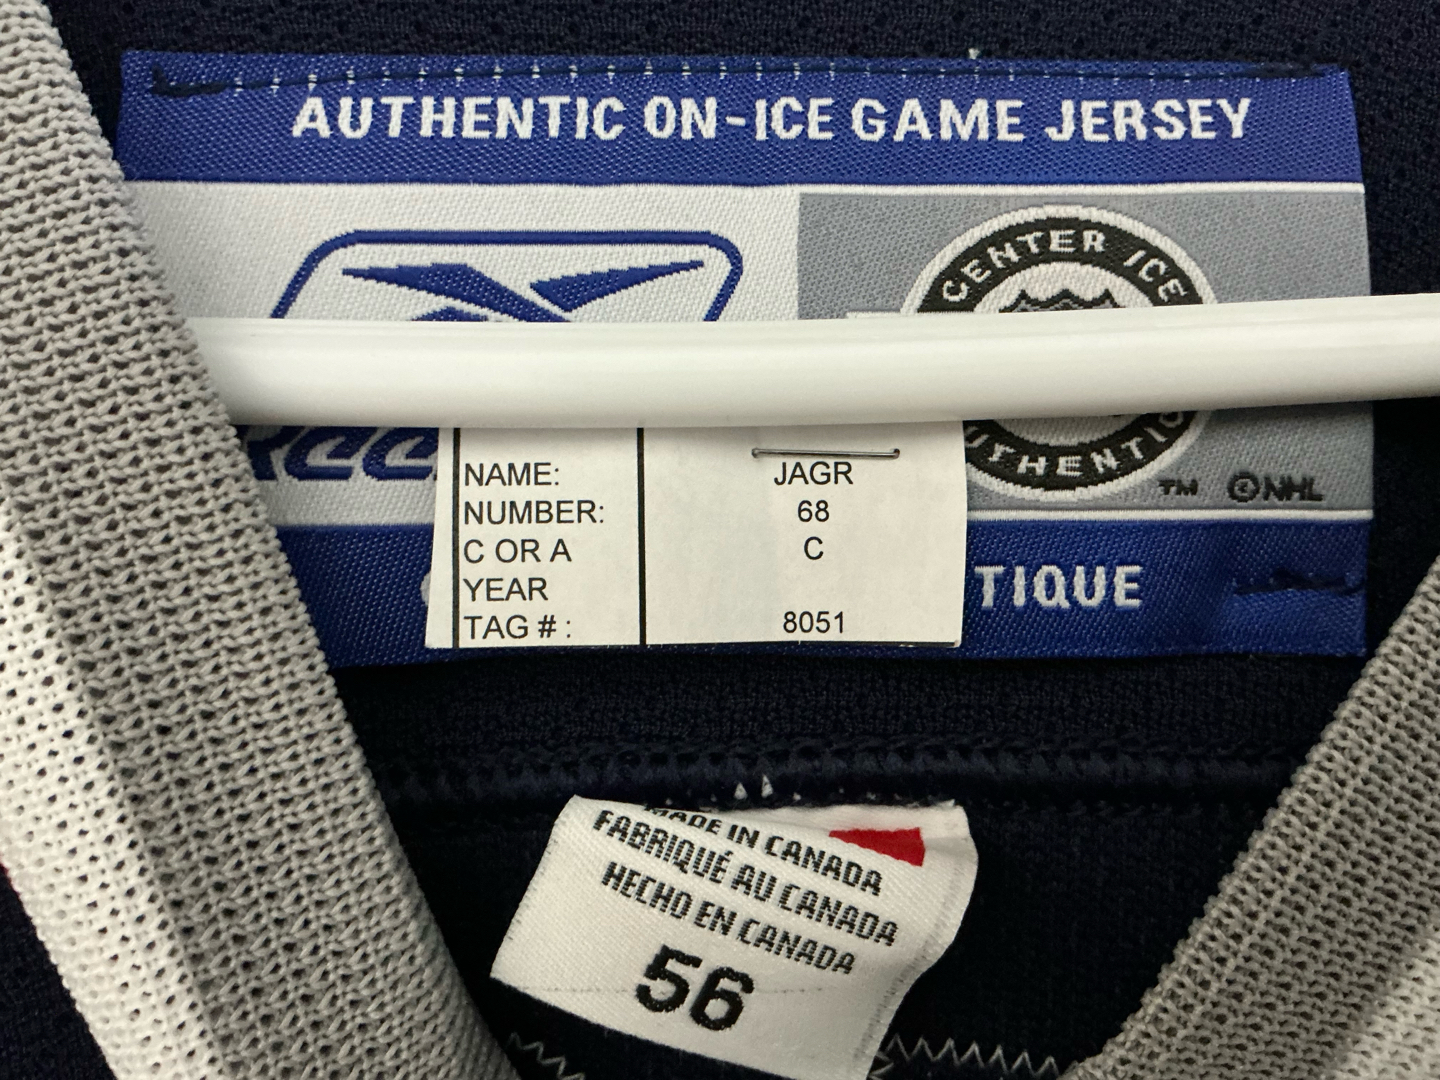 AUTHENTIC ON-ICE GAME JERSEY
CENTER ICE
™ ©NHL
NAME: JAGR
NUMBER: 68
C OR A C
YEAR
TAG # : 8051
TIQUE
MADE IN CANADA
FABRIQUÉ AU CANADA
HECHO EN CANADA
56